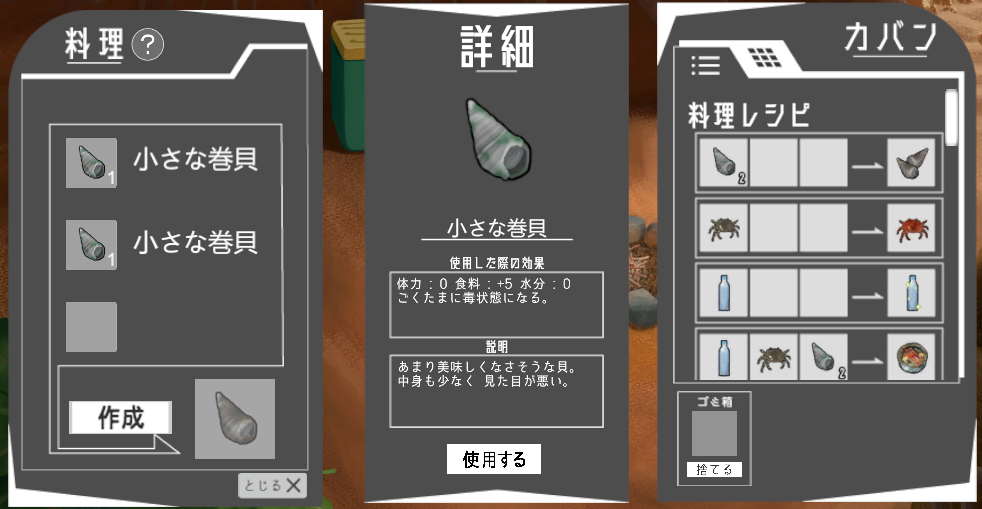 料理?
小さな巻貝
1
小さな巻貝
1
作成
とじる×
詳細
小さな巻貝
使用した際の効果
体力:0 食料:+5 水分:0
ごくたまに毒状態になる。
説明
あまり美味しくなさそうな貝。
中身も少なく 見た目が悪い。
使用する
カバン
料理レシピ
2
2
ゴミ箱
捨てる